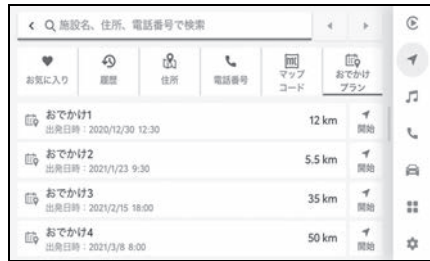 施設名、住所、電話番号で検索
お気に入り
履歴
住所
電話番号
マップ
コード
おでかけ
プラン
おでかけ1
出発日時：2020/12/30 12:30
12 km
開始
おでかけ2
出発日時：2021/1/23 9:30
5.5 km
開始
おでかけ3
出発日時：2021/2/15 18:00
35 km
開始
おでかけ4
出発日時：2021/3/8 8:00
50 km
開始